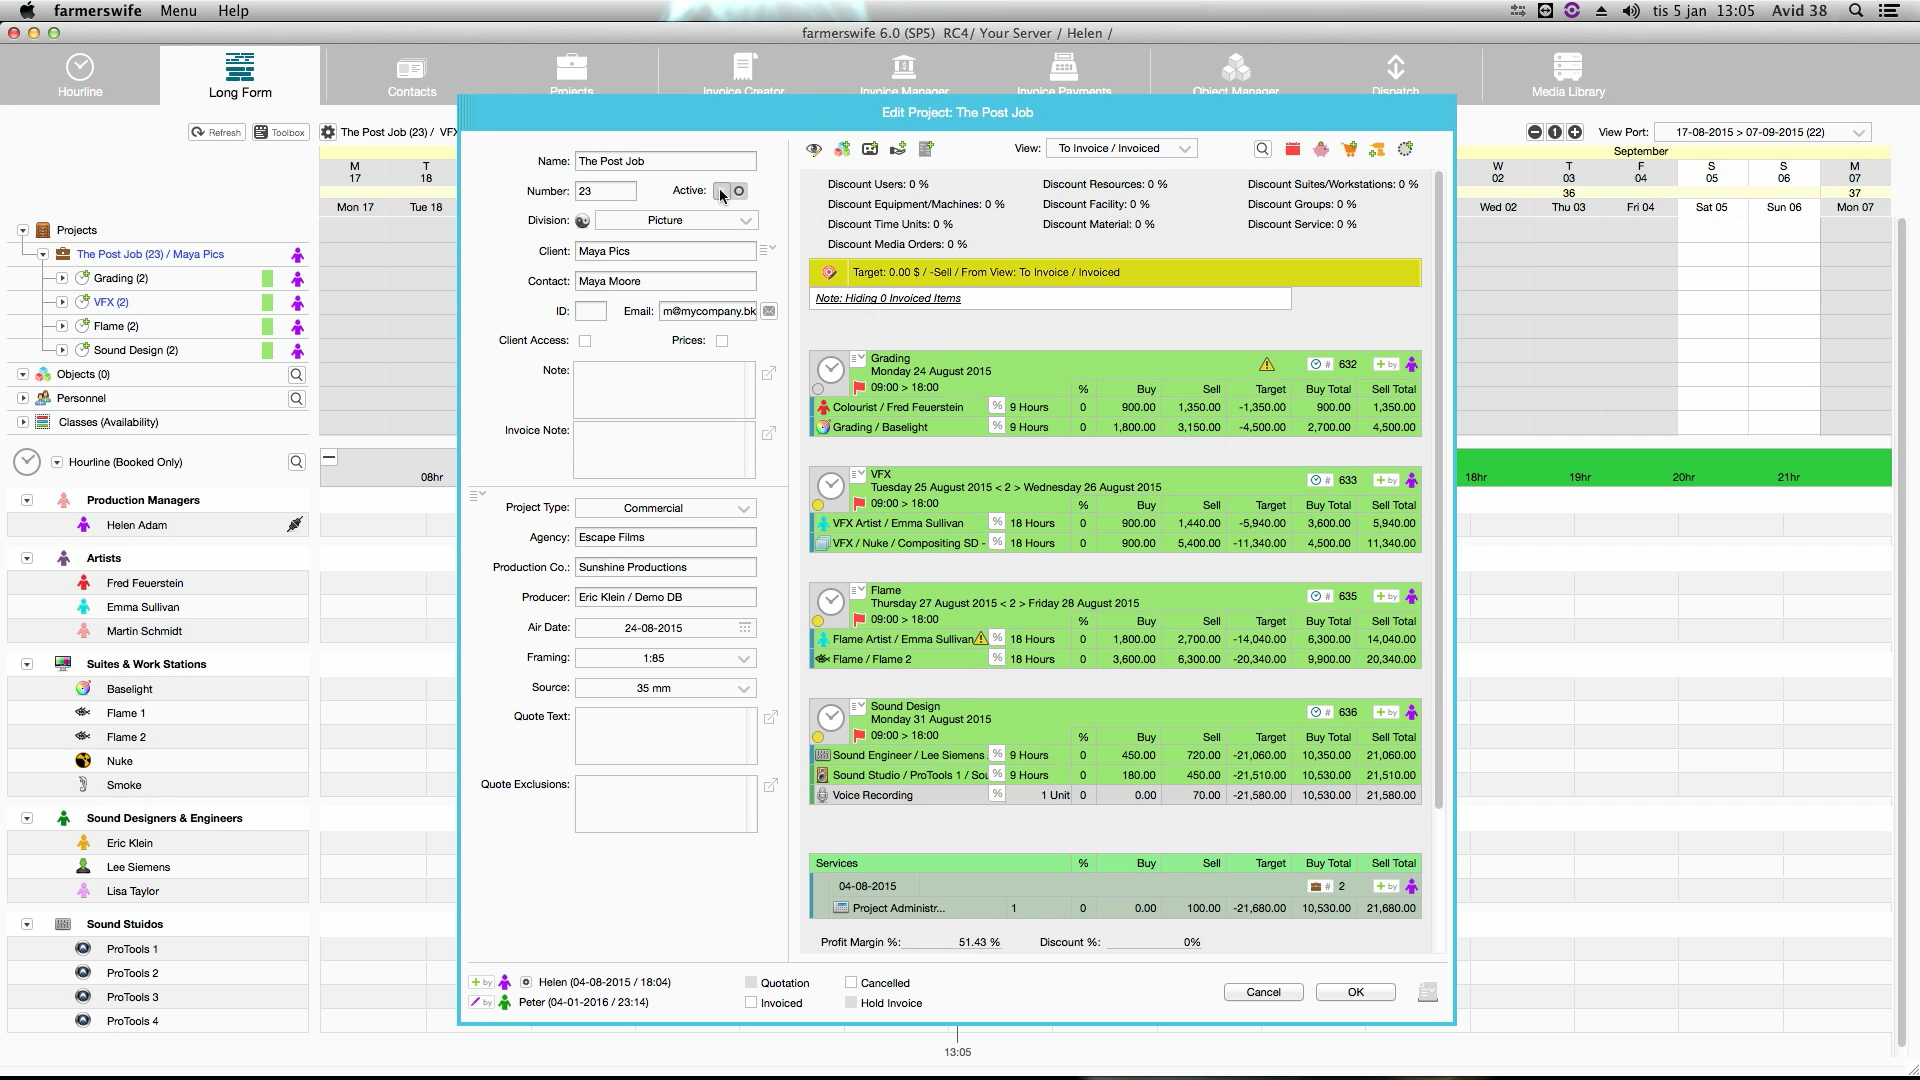 farmerswife Menu Help
tis 5 jan 13:05 Avid 38
farmerswife 6.0 (SP5) RC4/ Your Server / Helen /
Hourline
Long Form
Contacts
Projects
Invoice Creator
Invoice Manager
Invoice Payments
Object Manager
Dispatch
Media Library
Refresh
Toolbox
The Post Job (23) / VFX
Edit Project: The Post Job
1
View Port: 17-08-2015 > 07-09-2015 (22)
M T
17 18
Mon 17 Tue 18
September
W T F S S M
02 03 04 05 06 07
36 37
Wed 02 Thu 03 Fri 04 Sat 05 Sun 06 Mon 07
Projects
The Post Job (23) / Maya Pics
Grading (2)
VFX (2)
Flame (2)
Sound Design (2)
Objects (0)
Personnel
Classes (Availability)
Hourline (Booked Only)
08hr
18hr 19hr 20hr 21hr
Production Managers
Helen Adam
Artists
Fred Feuerstein
Emma Sullivan
Martin Schmidt
Suites & Work Stations
Baselight
Flame 1
Flame 2
Nuke
Smoke
Sound Designers & Engineers
Eric Klein
Lee Siemens
Lisa Taylor
Sound Stuidos
ProTools 1
ProTools 2
ProTools 3
ProTools 4
Name: The Post Job
Number: 23 Active:
Division: Picture
Client: Maya Pics
Contact: Maya Moore
ID: Email: m@mycompany.bk
Client Access: Prices:
Note:
Invoice Note:
Project Type: Commercial
Agency: Escape Films
Production Co.: Sunshine Productions
Producer: Eric Klein / Demo DB
Air Date: 24-08-2015
Framing: 1:85
Source: 35 mm
Quote Text:
Quote Exclusions:
View: To Invoice / Invoiced
Discount Users: 0 % Discount Resources: 0 % Discount Suites/Workstations: 0 %
Discount Equipment/Machines: 0 % Discount Facility: 0 % Discount Groups: 0 %
Discount Time Units: 0 % Discount Material: 0 % Discount Service: 0 %
Discount Media Orders: 0 %
Target: 0.00 $ / -Sell / From View: To Invoice / Invoiced
Note: Hiding 0 Invoiced Items
Grading # 632 + by
Monday 24 August 2015
09:00 > 18:00 % Buy Sell Target Buy Total Sell Total
Colourist / Fred Feuerstein % 9 Hours 0 900.00 1,350.00 -1,350.00 900.00 1,350.00
Grading / Baselight % 9 Hours 0 1,800.00 3,150.00 -4,500.00 2,700.00 4,500.00
VFX # 633 + by
Tuesday 25 August 2015 < 2 > Wednesday 26 August 2015
09:00 > 18:00 % Buy Sell Target Buy Total Sell Total
VFX Artist / Emma Sullivan % 18 Hours 0 900.00 1,440.00 -5,940.00 3,600.00 5,940.00
VFX / Nuke / Compositing SD - % 18 Hours 0 900.00 5,400.00 -11,340.00 4,500.00 11,340.00
Flame # 635 + by
Thursday 27 August 2015 < 2 > Friday 28 August 2015
09:00 > 18:00 % Buy Sell Target Buy Total Sell Total
Flame Artist / Emma Sullivan % 18 Hours 0 1,800.00 2,700.00 -14,040.00 6,300.00 14,040.00
Flame / Flame 2 % 18 Hours 0 3,600.00 6,300.00 -20,340.00 9,900.00 20,340.00
Sound Design # 636 + by
Monday 31 August 2015
09:00 > 18:00 % Buy Sell Target Buy Total Sell Total
Sound Engineer / Lee Siemens % 9 Hours 0 450.00 720.00 -21,060.00 10,350.00 21,060.00
Sound Studio / ProTools 1 / Sou % 9 Hours 0 180.00 450.00 -21,510.00 10,530.00 21,510.00
Voice Recording % 1 Unit 0 0.00 70.00 -21,580.00 10,530.00 21,580.00
Services % Buy Sell Target Buy Total Sell Total
04-08-2015 # 2 + by
Project Administr... 1 0 0.00 100.00 -21,680.00 10,530.00 21,680.00
Profit Margin %: 51.43 % Discount %: 0%
+ by Helen (04-08-2015 / 18:04) Quotation Cancelled
by Peter (04-01-2016 / 23:14) Invoiced Hold Invoice
Cancel OK
13:05